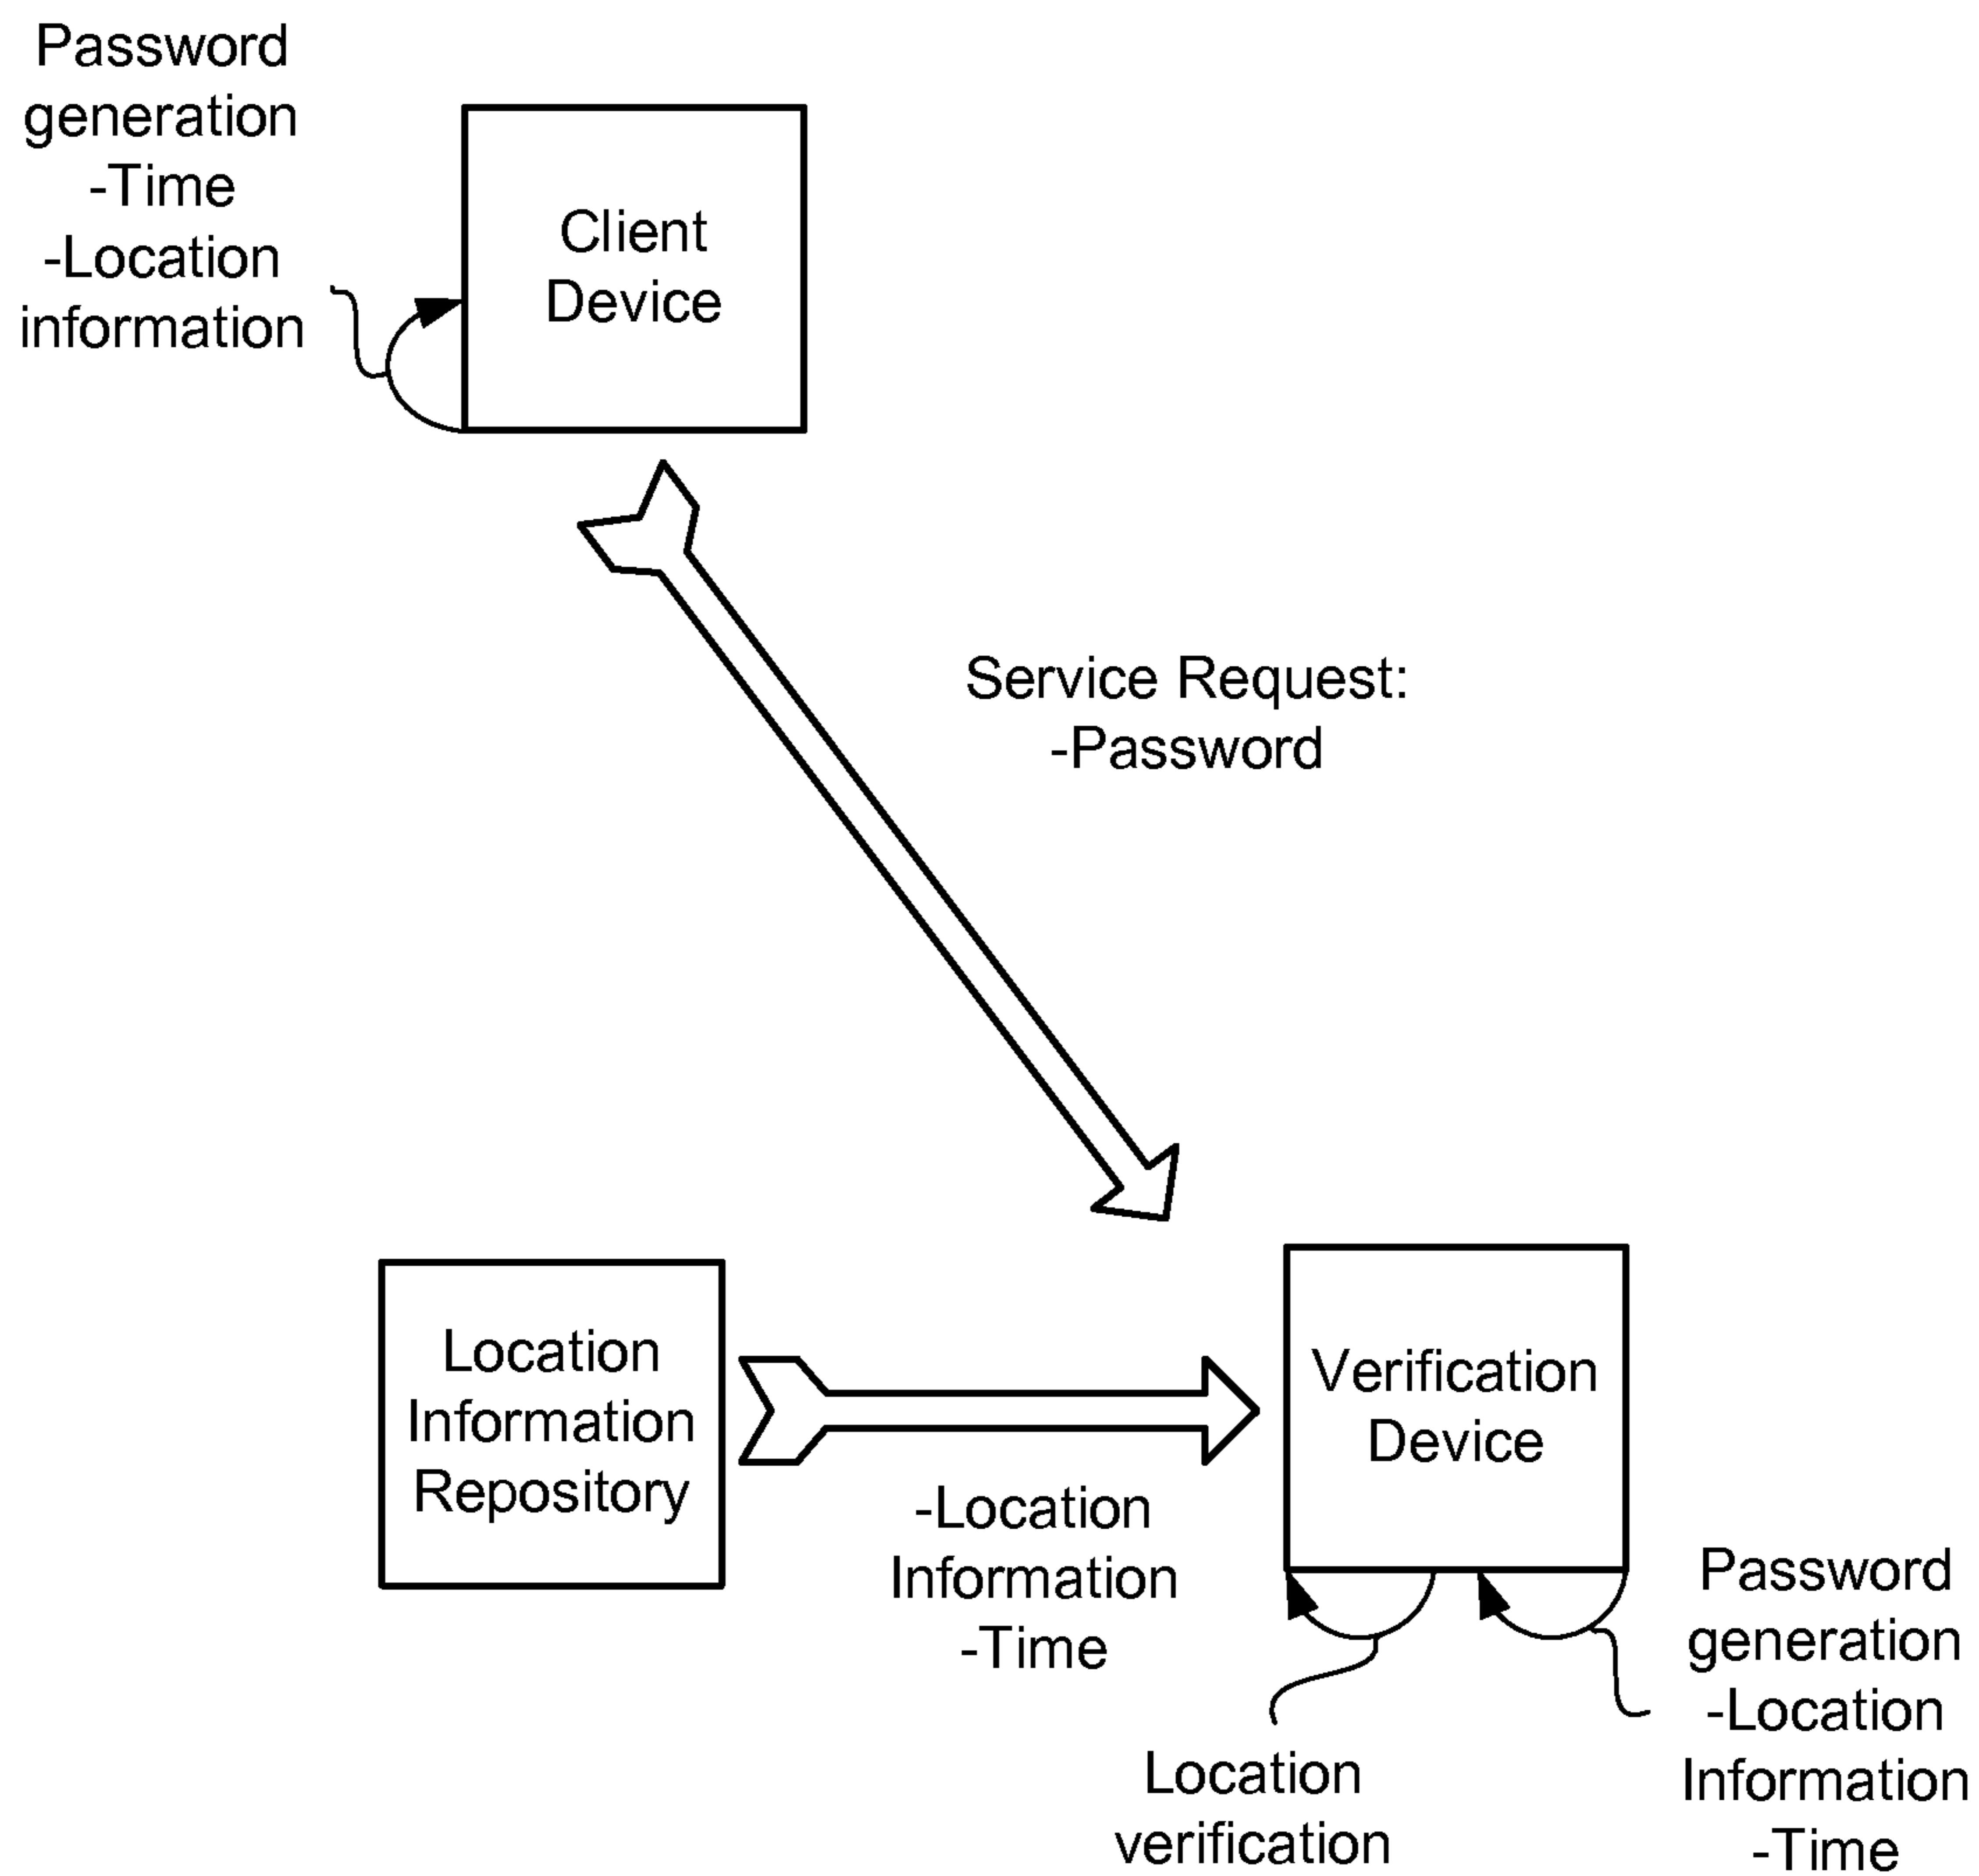 Password
generation
-Time
-Location
information
Client
Device
Service Request:
-Password
Location
Information
Repository
-Location
Information
-Time
Verification
Device
Location
verification
Password
generation
-Location
Information
-Time